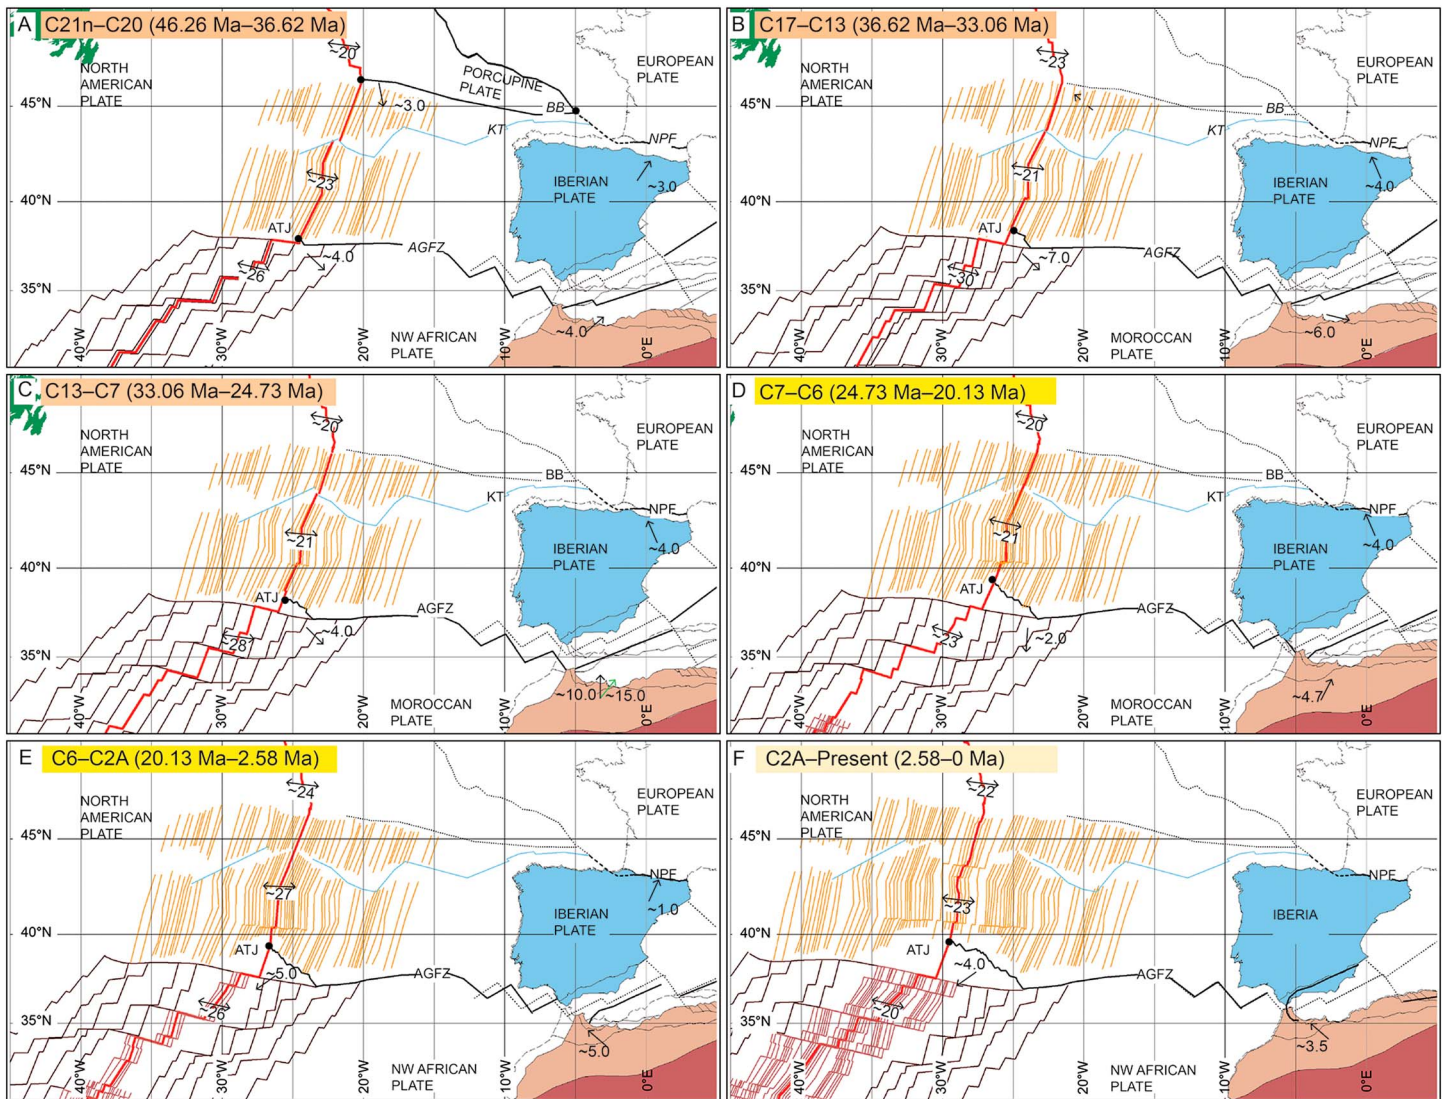 A C21n–C20 (46.26 Ma–36.62 Ma)
~20
NORTH
AMERICAN
PLATE
PORCUPINE
PLATE
EUROPEAN
PLATE
45°N
~3.0
BB
KT
NPF
~23
IBERIAN
PLATE
~3.0
40°N
ATJ
AGFZ
~4.0
~26
35°N
~4.0
40°W
30°W
20°W
NW AFRICAN
PLATE
10°W
0°E
B C17–C13 (36.62 Ma–33.06 Ma)
~23
NORTH
AMERICAN
PLATE
EUROPEAN
PLATE
45°N
BB
KT
NPF
~21
IBERIAN
PLATE
~4.0
40°N
ATJ
AGFZ
~7.0
~30
35°N
~6.0
40°W
30°W
20°W
MOROCCAN
PLATE
10°W
0°E
C C13–C7 (33.06 Ma–24.73 Ma)
~20
NORTH
AMERICAN
PLATE
EUROPEAN
PLATE
45°N
BB
KT
NPF
~21
IBERIAN
PLATE
~4.0
40°N
ATJ
AGFZ
~4.0
~28
35°N
~10.0
~15.0
40°W
30°W
20°W
MOROCCAN
PLATE
10°W
0°E
D C7–C6 (24.73 Ma–20.13 Ma)
~20
NORTH
AMERICAN
PLATE
EUROPEAN
PLATE
45°N
BB
KT
NPF
~21
IBERIAN
PLATE
~4.0
40°N
ATJ
AGFZ
~2.0
~23
35°N
~4.7
40°W
30°W
20°W
MOROCCAN
PLATE
10°W
0°E
E C6–C2A (20.13 Ma–2.58 Ma)
~24
NORTH
AMERICAN
PLATE
EUROPEAN
PLATE
45°N
NPF
~27
IBERIAN
PLATE
~1.0
40°N
ATJ
AGFZ
~5.0
~26
35°N
~5.0
40°W
30°W
20°W
NW AFRICAN
PLATE
10°W
0°E
F C2A–Present (2.58–0 Ma)
~22
NORTH
AMERICAN
PLATE
EUROPEAN
PLATE
45°N
NPF
~23
IBERIA
40°N
ATJ
AGFZ
~4.0
~20
35°N
~3.5
40°W
30°W
20°W
NW AFRICAN
PLATE
10°W
0°E